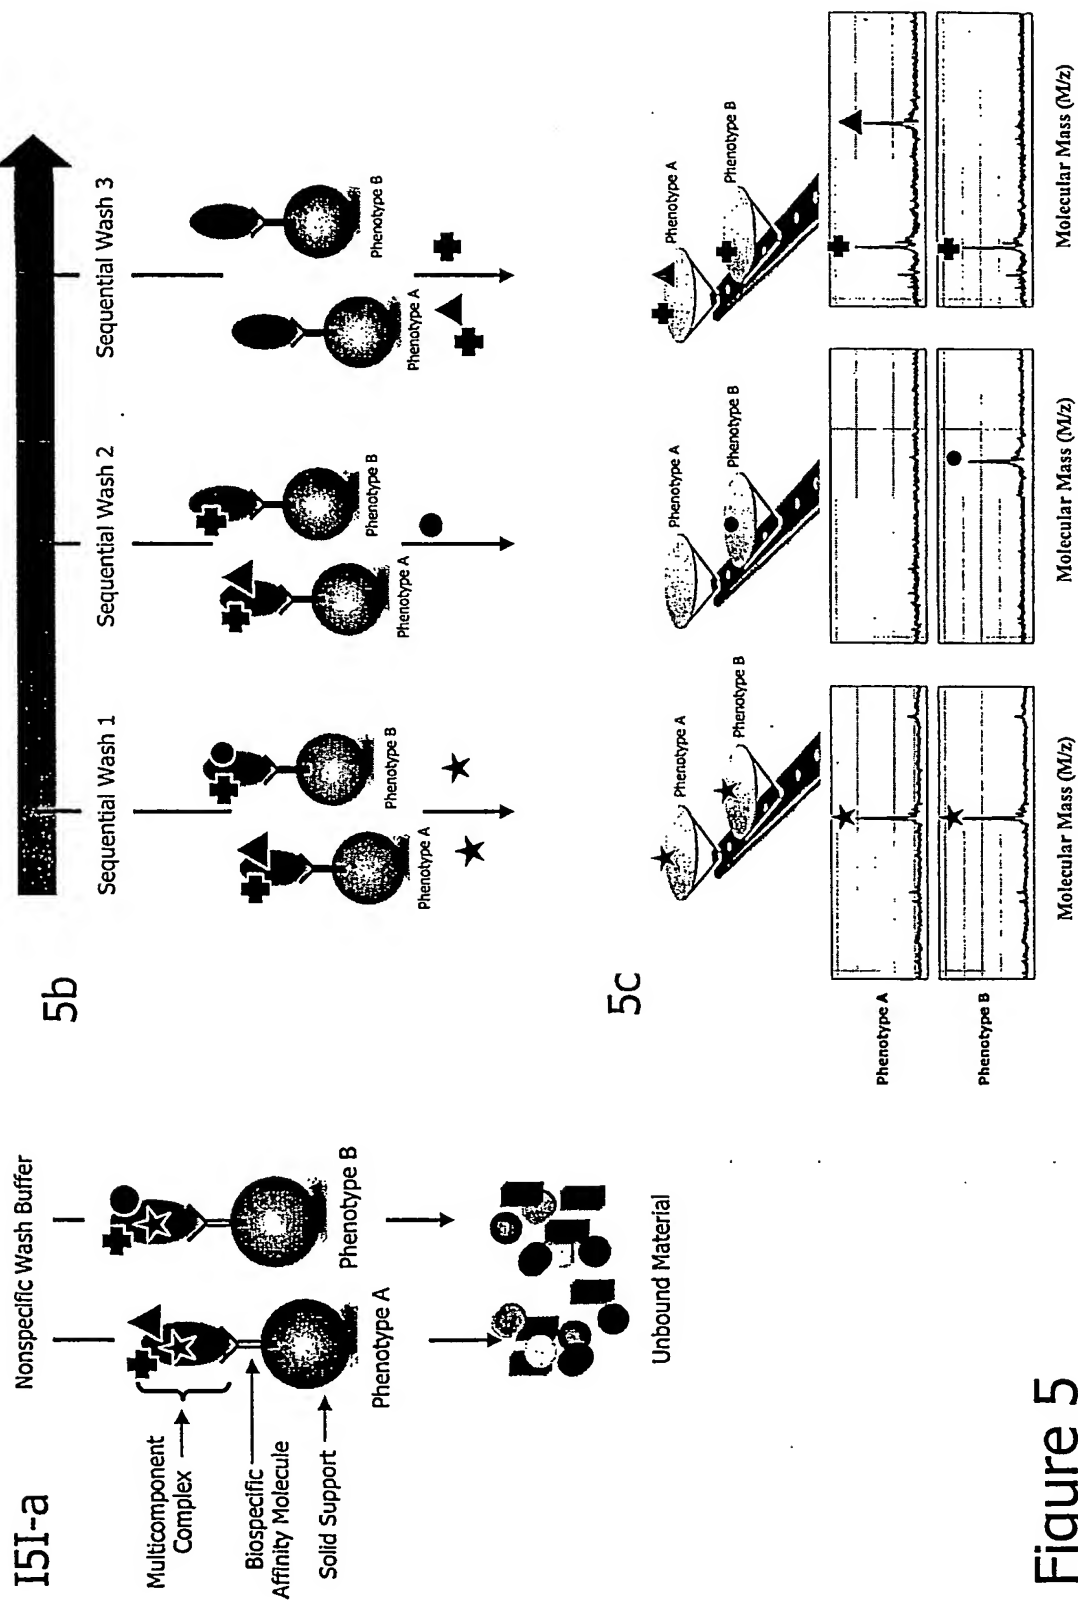 I5I-a
Nonspecific Wash Buffer
Multicomponent
Complex
Biospecific
Affinity Molecule
Solid Support
Phenotype A
Phenotype B
Unbound Material
5b
Sequential Wash 1
Sequential Wash 2
Sequential Wash 3
Phenotype A
Phenotype B
Phenotype A
Phenotype B
Phenotype A
Phenotype B
5c
Phenotype A
Phenotype B
Phenotype A
Phenotype B
Phenotype A
Phenotype B
Phenotype A
Phenotype B
Molecular Mass (M/z)
Molecular Mass (M/z)
Molecular Mass (M/z)
Figure 5